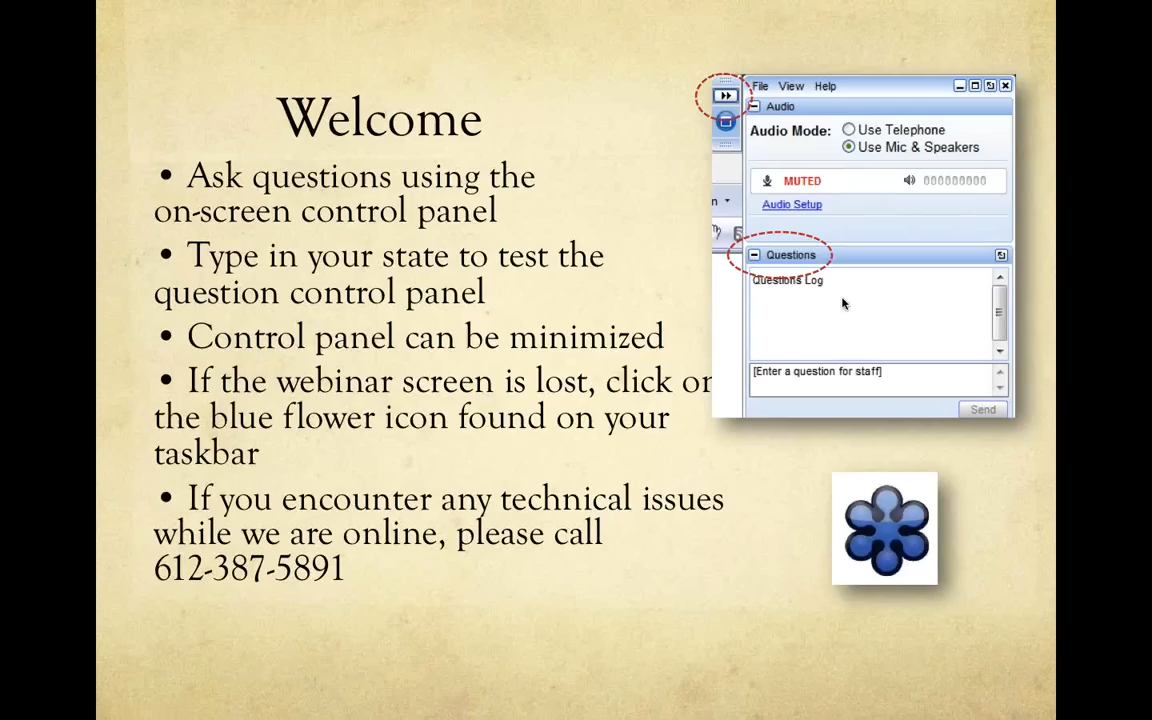 Welcome
• Ask questions using the
on-screen control panel
• Type in your state to test the
question control panel
• Control panel can be minimized
• If the webinar screen is lost, click on
the blue flower icon found on your
taskbar
• If you encounter any technical issues
while we are online, please call
612-387-5891
File View Help
Audio
Audio Mode: Use Telephone
Use Mic & Speakers
MUTED 000000000
Audio Setup
Questions
Questions Log
[Enter a question for staff]
Send